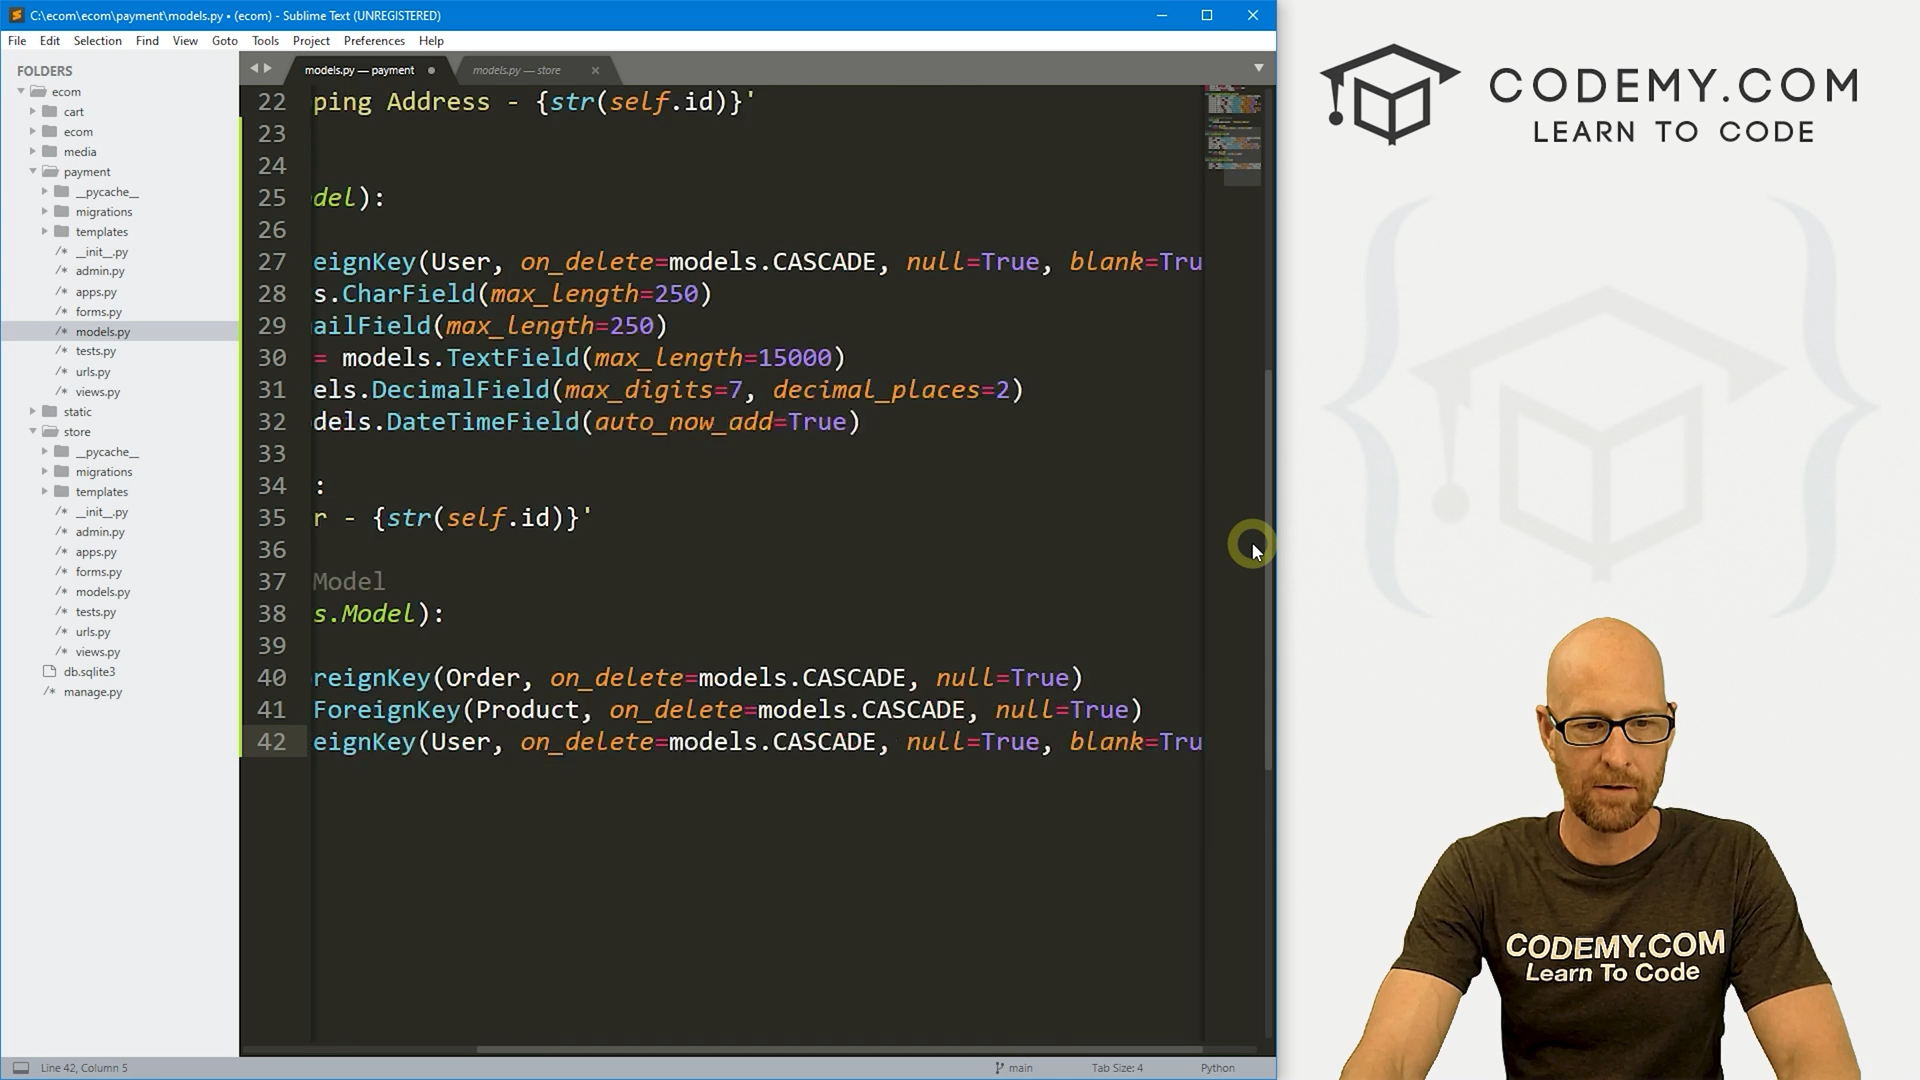 C:\ecom\ecom\payment\models.py • (ecom) - Sublime Text (UNREGISTERED)
File Edit Selection Find View Goto Tools Project Preferences Help
FOLDERS
ecom
cart
ecom
media
payment
__pycache__
migrations
templates
__init__.py
admin.py
apps.py
forms.py
models.py
tests.py
urls.py
views.py
static
store
__pycache__
migrations
templates
__init__.py
admin.py
apps.py
forms.py
models.py
tests.py
urls.py
views.py
db.sqlite3
manage.py
models.py — payment
models.py — store
22 ping Address - {str(self.id)}'
23
24
25 del):
26
27 eignKey(User, on_delete=models.CASCADE, null=True, blank=Tru
28 s.CharField(max_length=250)
29 ailField(max_length=250)
30 = models.TextField(max_length=15000)
31 els.DecimalField(max_digits=7, decimal_places=2)
32 dels.DateTimeField(auto_now_add=True)
33
34 :
35 r - {str(self.id)}'
36
37 Model
38 s.Model):
39
40 reignKey(Order, on_delete=models.CASCADE, null=True)
41 ForeignKey(Product, on_delete=models.CASCADE, null=True)
42 eignKey(User, on_delete=models.CASCADE, null=True, blank=Tru
Line 42, Column 5
main
Tab Size: 4
Python
CODEMY.COM
LEARN TO CODE
CODEMY.COM
Learn To Code